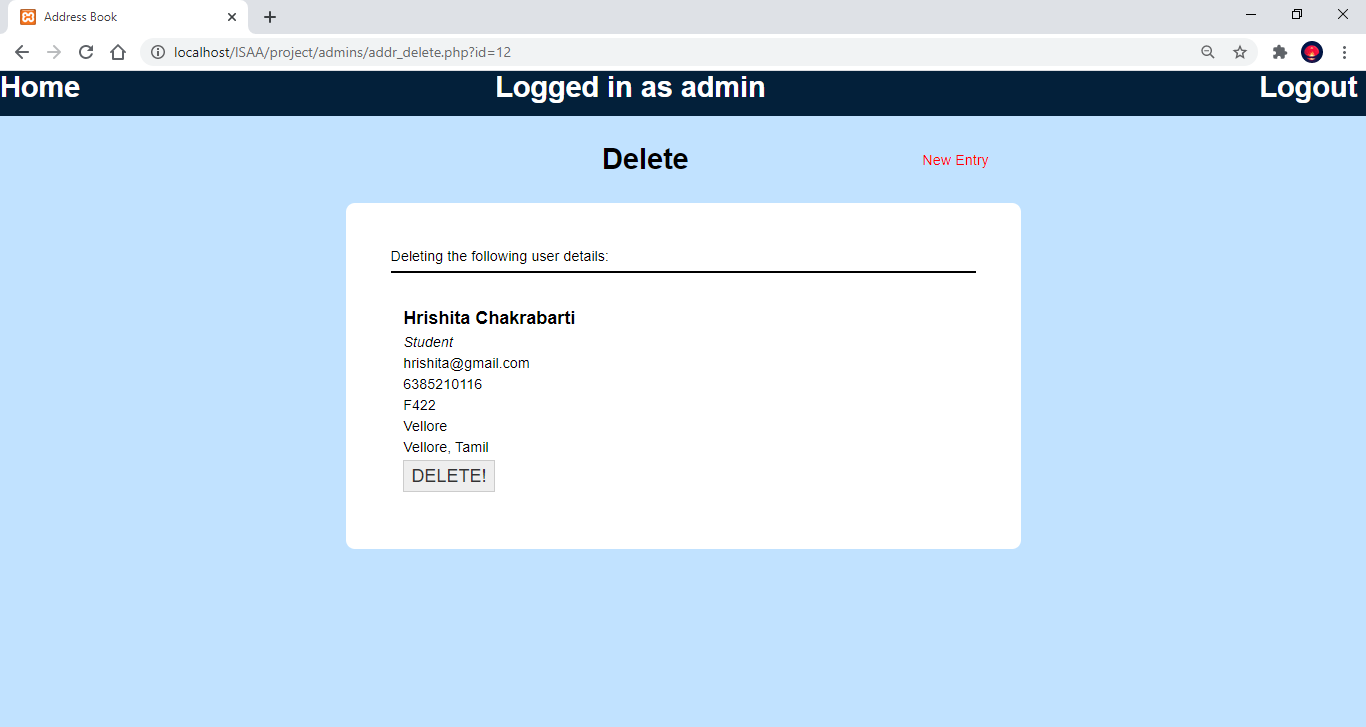 Address Book
localhost/ISAA/project/admins/addr_delete.php?id=12
Home Logged in as admin Logout
Delete New Entry
Deleting the following user details:
Hrishita Chakrabarti
Student
hrishita@gmail.com
6385210116
F422
Vellore
Vellore, Tamil
DELETE!